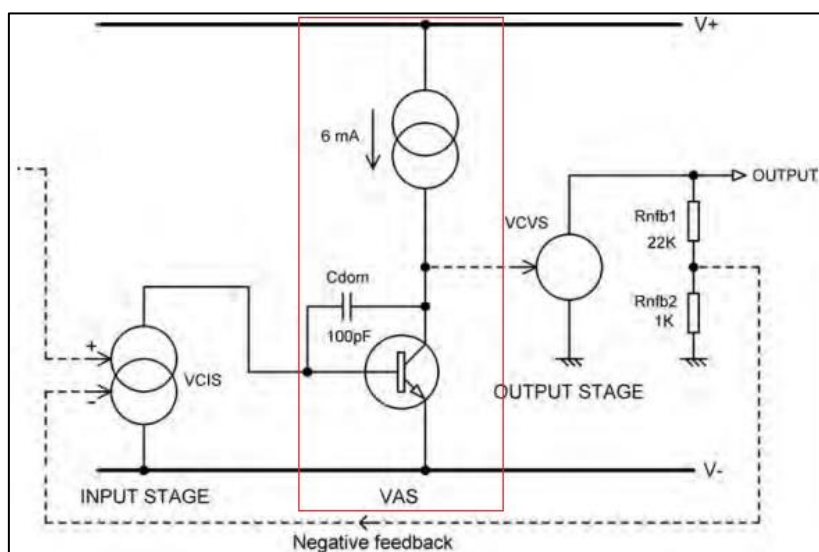 V+
6 mA
OUTPUT
VCVS
Rnfb1
22K
Cdom
100pF
Rnfb2
1K
+
VCIS
-
OUTPUT STAGE
V-
INPUT STAGE
VAS
Negative feedback